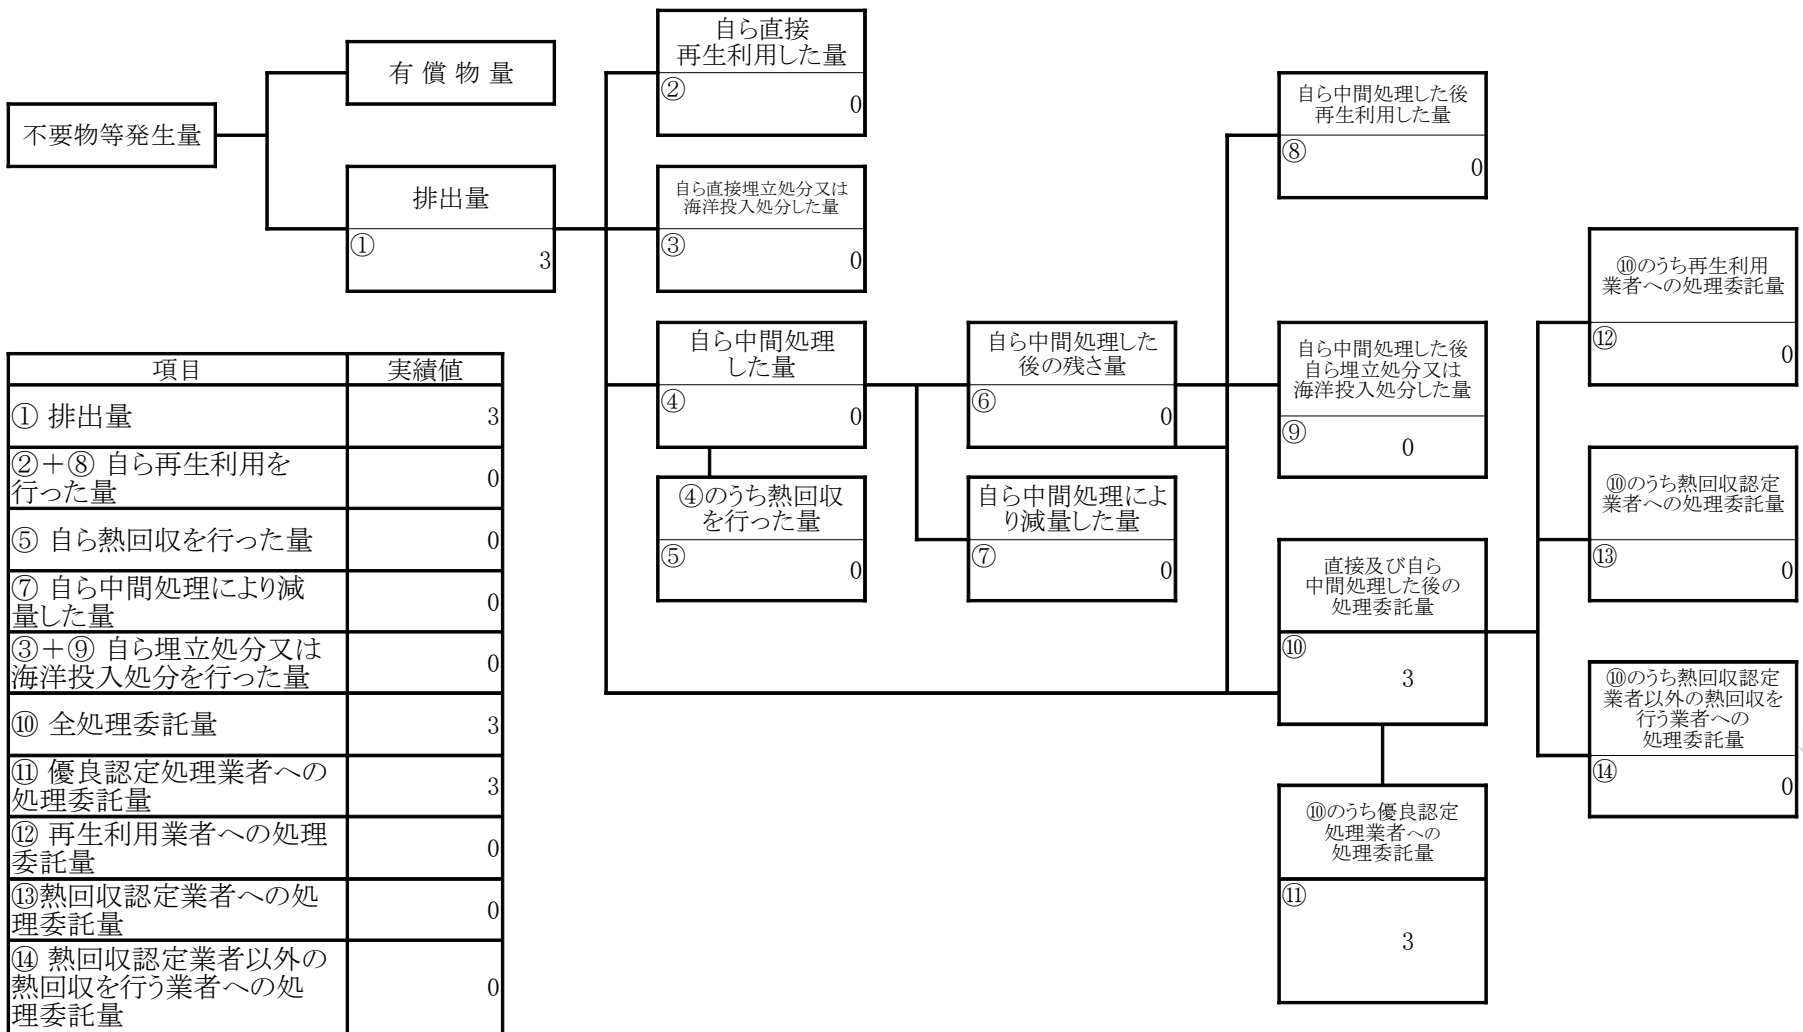 不要物等発生量
有 償 物 量
排出量
①
3
自ら直接
再生利用した量
②
0
自ら直接埋立処分又は
海洋投入処分した量
③
0
自ら中間処理
した量
④
0
④のうち熱回収
を行った量
⑤
0
自ら中間処理した
後の残さ量
⑥
0
自ら中間処理によ
り減量した量
⑦
0
自ら中間処理した後
再生利用した量
⑧
0
自ら中間処理した後
自ら埋立処分又は
海洋投入処分した量
⑨
0
直接及び自ら
中間処理した後の
処理委託量
⑩
3
⑩のうち優良認定
処理業者への
処理委託量
⑪
3
⑩のうち再生利用
業者への処理委託量
⑫
0
⑩のうち熱回収認定
業者への処理委託量
⑬
0
⑩のうち熱回収認定
業者以外の熱回収を
行う業者への
処理委託量
⑭
0
項目 実績値
① 排出量 3
②＋⑧ 自ら再生利用を
行った量 0
⑤ 自ら熱回収を行った量 0
⑦ 自ら中間処理により減
量した量 0
③＋⑨ 自ら埋立処分又は
海洋投入処分を行った量 0
⑩ 全処理委託量 3
⑪ 優良認定処理業者への
処理委託量 3
⑫ 再生利用業者への処理
委託量 0
⑬熱回収認定業者への処
理委託量 0
⑭ 熱回収認定業者以外の
熱回収を行う業者への処
理委託量 0